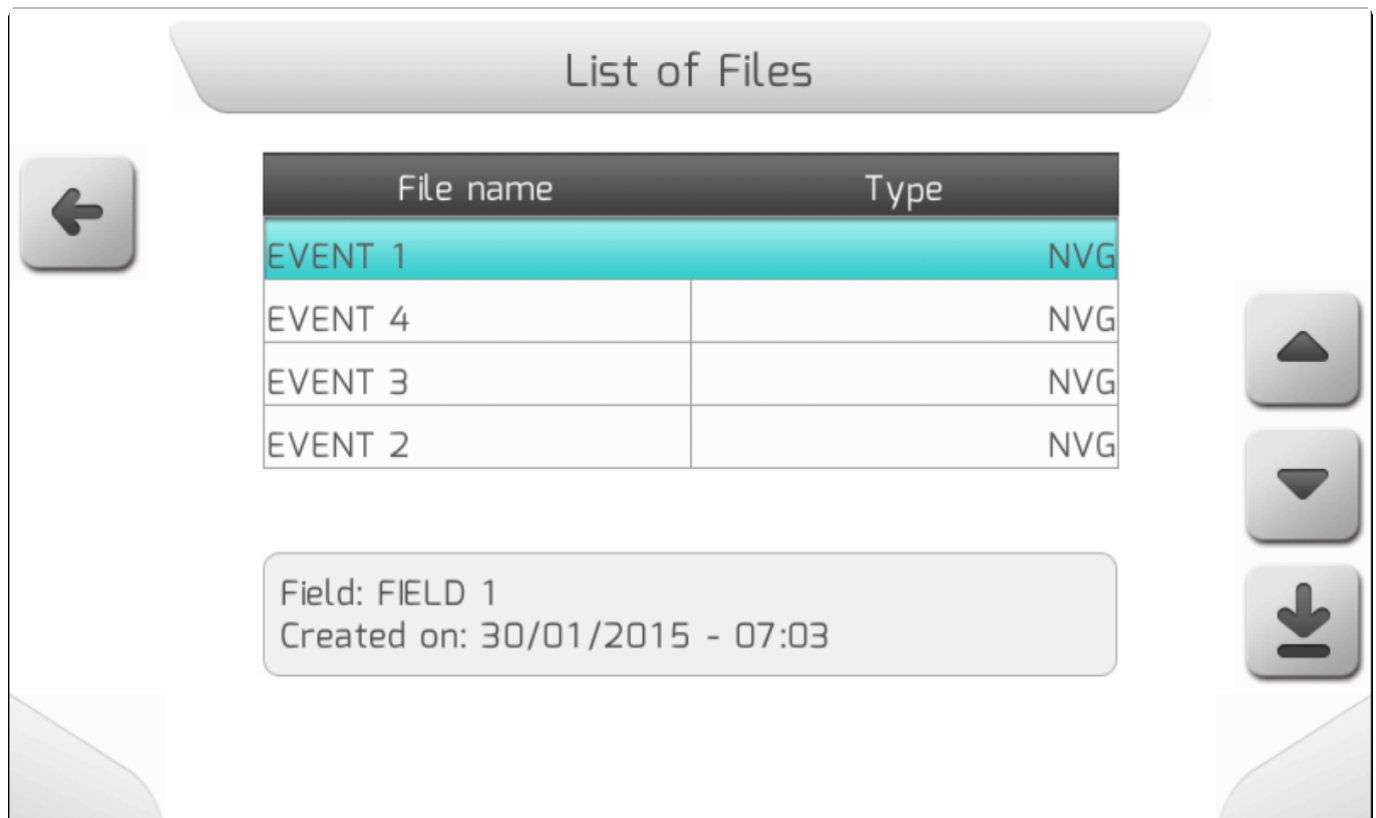 List of Files
File name Type
EVENT 1 NVG
EVENT 4 NVG
EVENT 3 NVG
EVENT 2 NVG
Field: FIELD 1
Created on: 30/01/2015 - 07:03